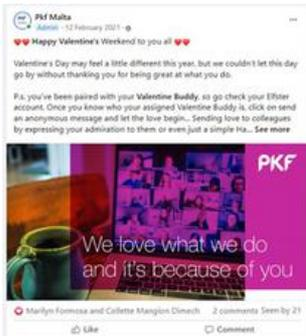 Pkf Malta
Admin · 12 February 2021 ·
Happy Valentine's Weekend to you all
Valentine's Day may feel a little different this year, but we couldn't let this day
go by without thanking you for being great at what you do.
P.s. you've been paired with your Valentine Buddy, so go check your Elfster
account. Once you know who your assigned Valentine Buddy is, click on send
an anonymous message and let the love begin... Sending love to colleagues
by expressing your admiration to them or even just a simple Ha... See more
PKF
We love what we do
and it's because of you
Marilyn Formosa and Collette Mangion Dimech 2 comments Seen by 21
Like Comment